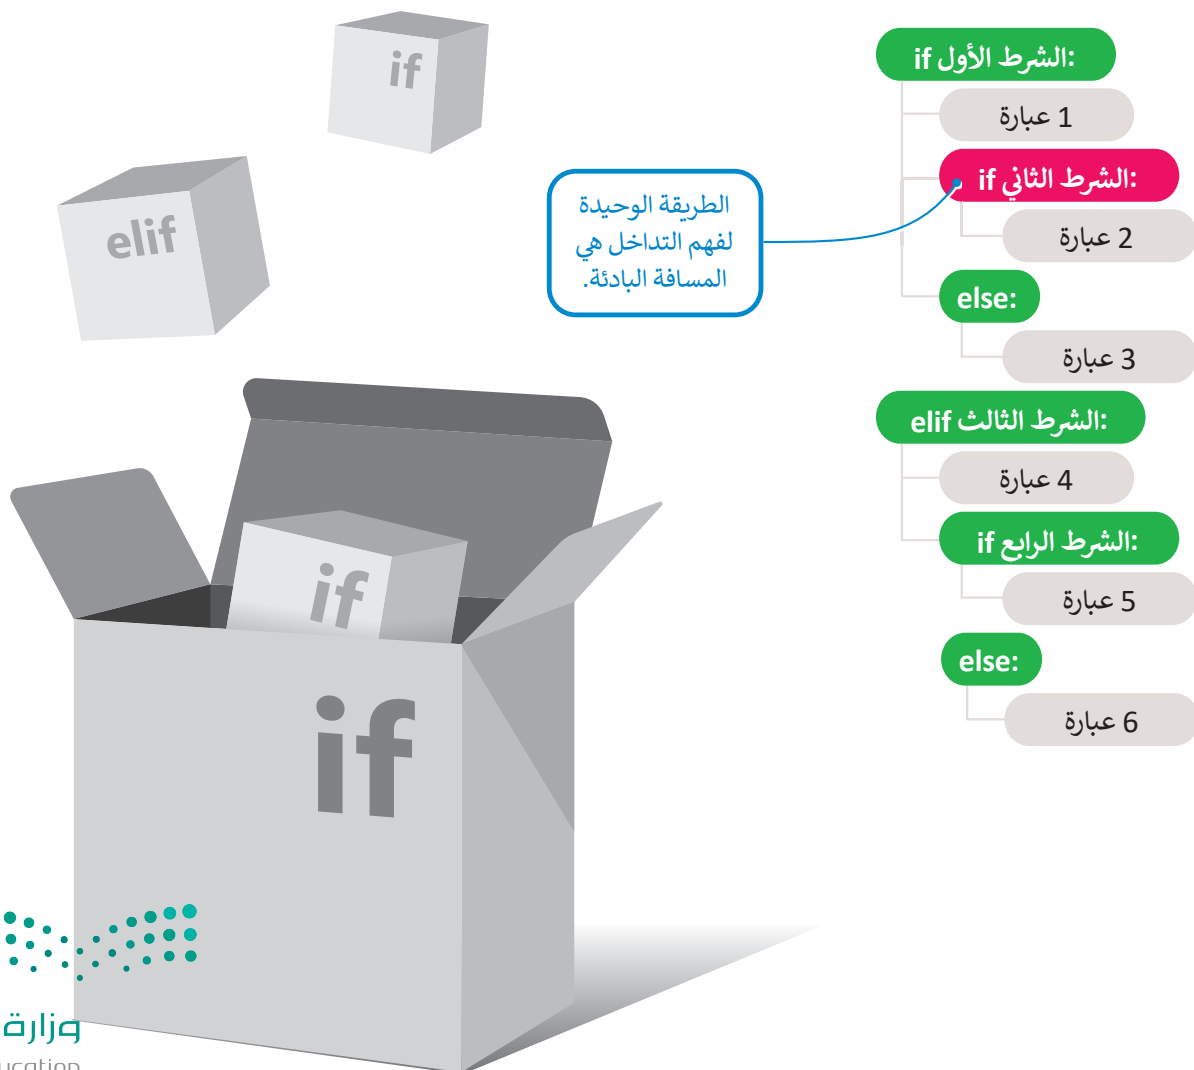 if الشرط الأول:
عبارة 1
if الشرط الثاني:
عبارة 2
else:
عبارة 3
elif الشرط الثالث:
عبارة 4
if الشرط الرابع:
عبارة 5
else:
عبارة 6
الطريقة الوحيدة
لفهم التداخل هي
المسافة البادئة.
if
elif
if
if
وزارة